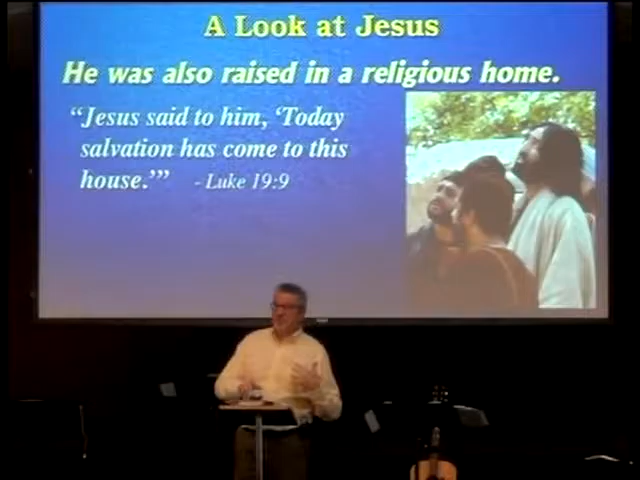 A Look at Jesus
He was also raised in a religious home.
“Jesus said to him, ‘Today
salvation has come to this
house.’” - Luke 19:9